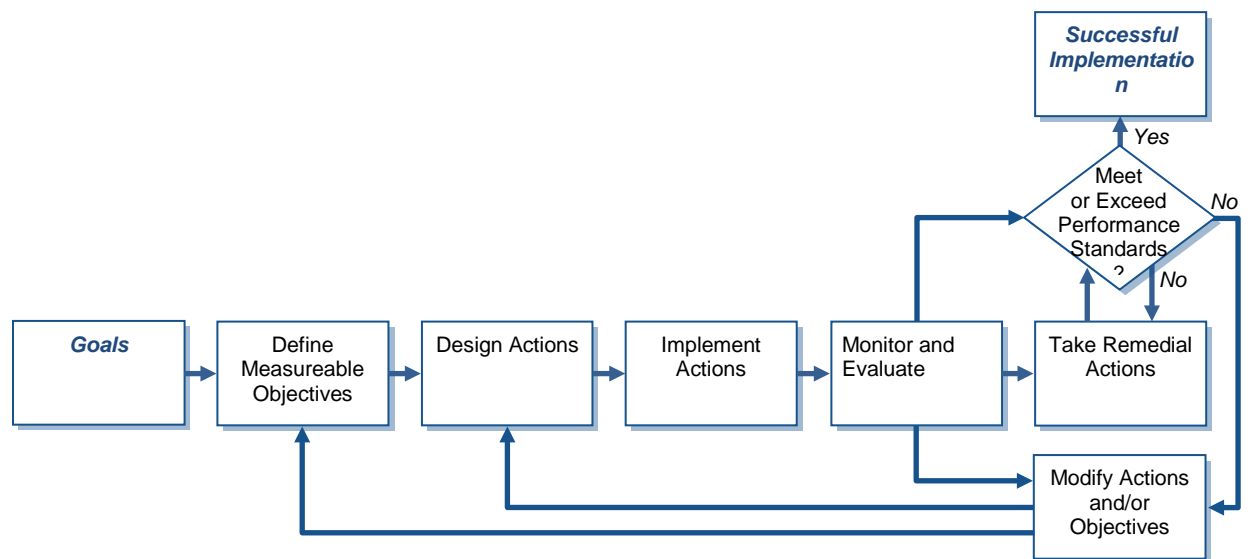 Successful
Implementatio
n
Yes
Meet
or Exceed
Performance
Standards
?
No
No
Goals
Define
Measureable
Objectives
Design Actions
Implement
Actions
Monitor and
Evaluate
Take Remedial
Actions
Modify Actions
and/or
Objectives